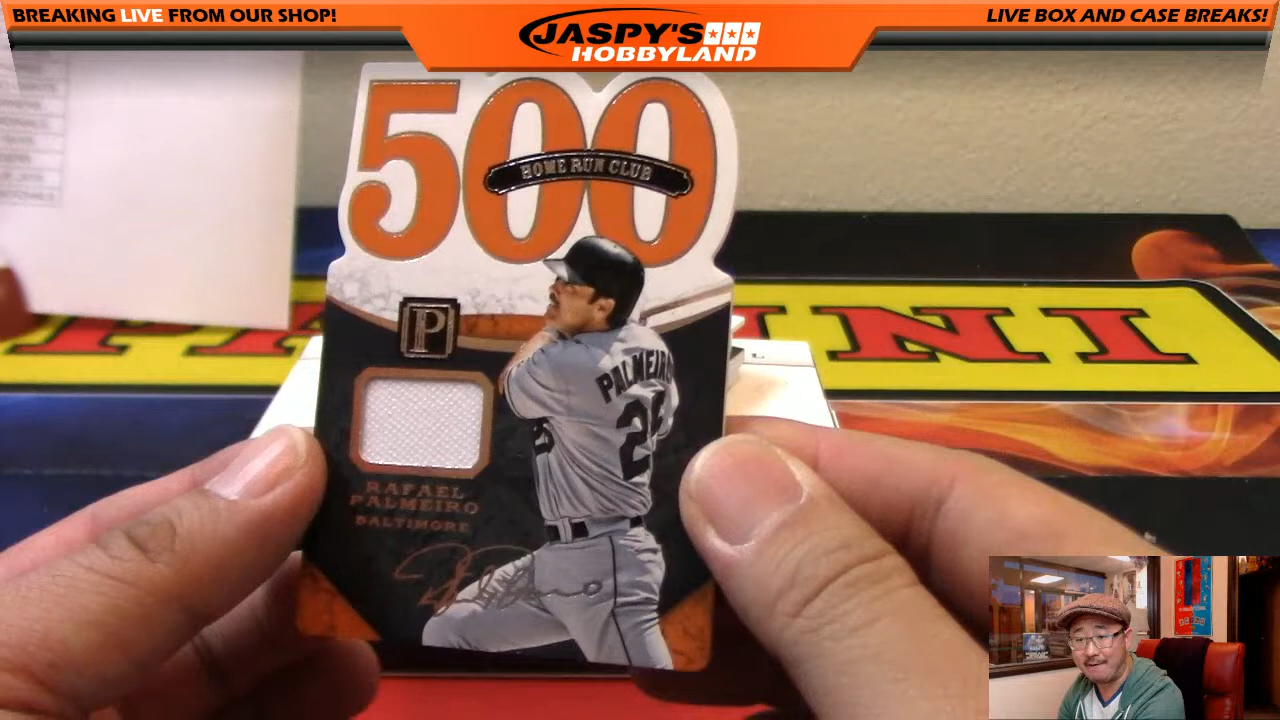 BREAKING LIVE FROM OUR SHOP!
JASPY'S
HOBBYLAND
LIVE BOX AND CASE BREAKS!
500
HOME RUN CLUB
P
PALMEIRO
RAFAEL
PALMEIRO
BALTIMORE